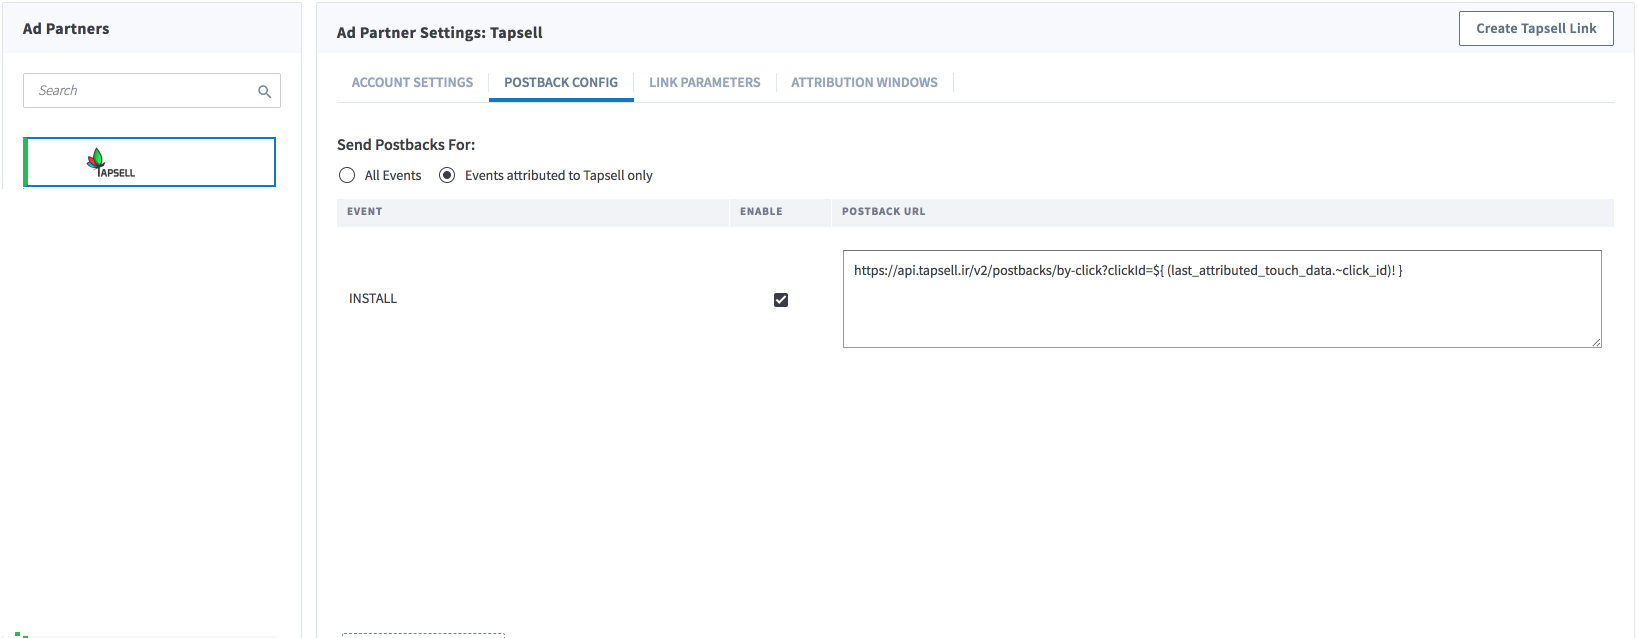 Ad Partners
Search
TAPSELL
Ad Partner Settings: Tapsell
Create Tapsell Link
ACCOUNT SETTINGS
POSTBACK CONFIG
LINK PARAMETERS
ATTRIBUTION WINDOWS
Send Postbacks For:
All Events
Events attributed to Tapsell only
EVENT
ENABLE
POSTBACK URL
INSTALL
https://api.tapsell.ir/v2/postbacks/by-click?clickId=${ (last_attributed_touch_data.~click_id)! }